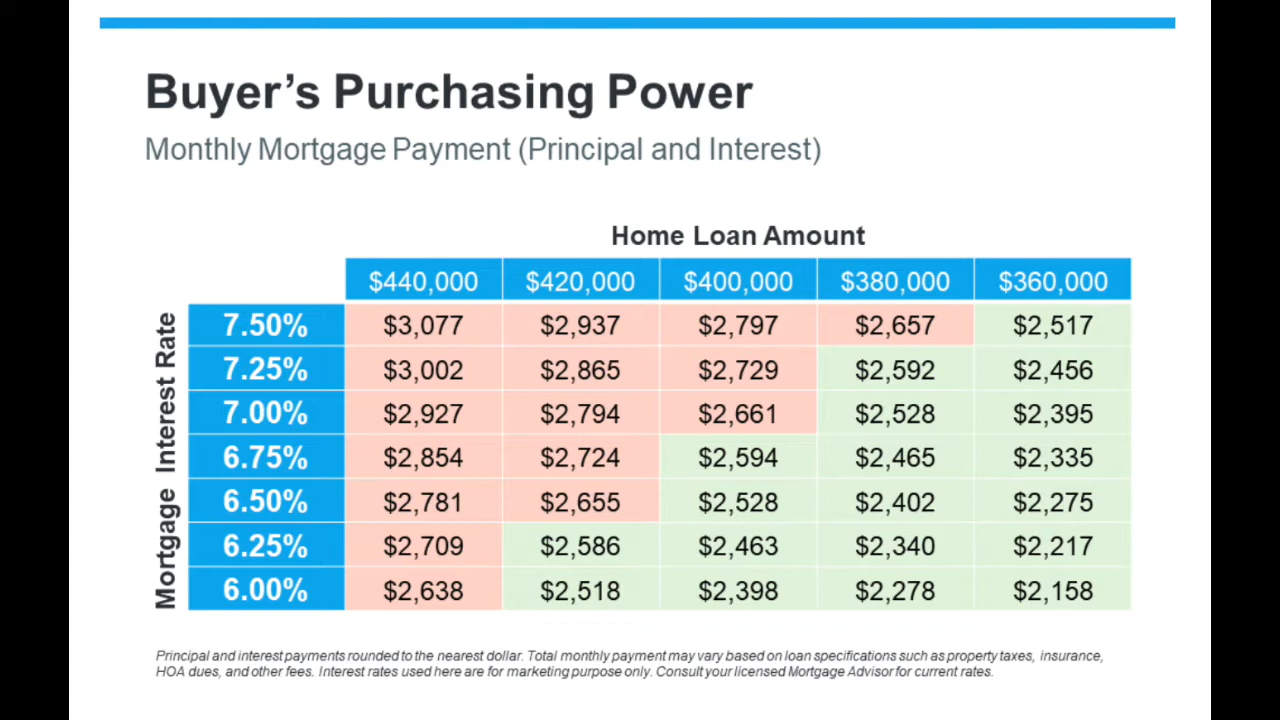 Buyer’s Purchasing Power
Monthly Mortgage Payment (Principal and Interest)
Home Loan Amount
$440,000 $420,000 $400,000 $380,000 $360,000
Mortgage Interest Rate
7.50% $3,077 $2,937 $2,797 $2,657 $2,517
7.25% $3,002 $2,865 $2,729 $2,592 $2,456
7.00% $2,927 $2,794 $2,661 $2,528 $2,395
6.75% $2,854 $2,724 $2,594 $2,465 $2,335
6.50% $2,781 $2,655 $2,528 $2,402 $2,275
6.25% $2,709 $2,586 $2,463 $2,340 $2,217
6.00% $2,638 $2,518 $2,398 $2,278 $2,158
Principal and interest payments rounded to the nearest dollar. Total monthly payment may vary based on loan specifications such as property taxes, insurance,
HOA dues, and other fees. Interest rates used here are for marketing purpose only. Consult your licensed Mortgage Advisor for current rates.